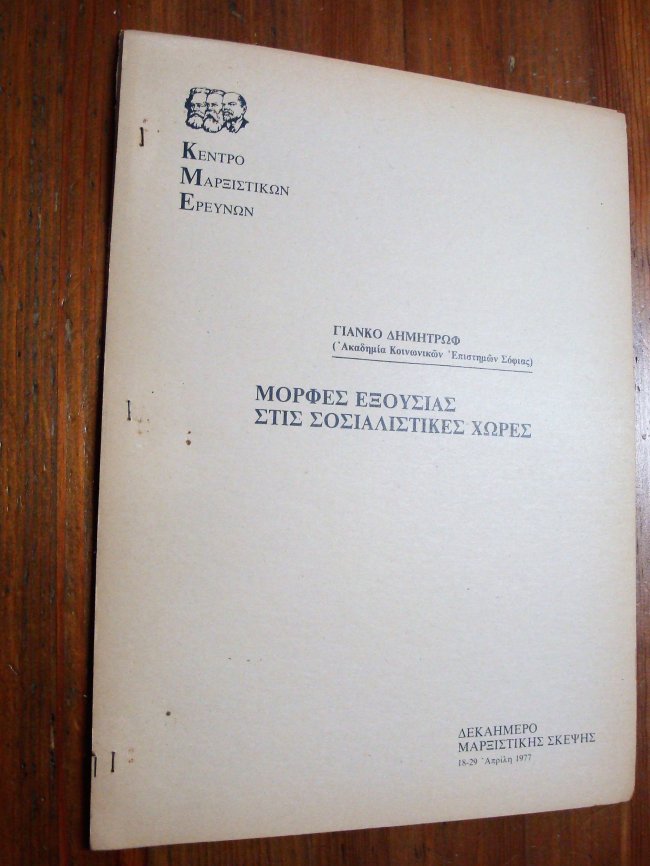 ΚΕΝΤΡΟ
ΜΑΡΞΙΣΤΙΚΩΝ
ΕΡΕΥΝΩΝ
ΓΙΑΝΚΟ ΔΗΜΗΤΡΩΦ
(Ἀκαδημία Κοινωνικῶν Ἐπιστημῶν Σόφιας)
ΜΟΡΦΕΣ ΕΞΟΥΣΙΑΣ
ΣΤΙΣ ΣΟΣΙΑΛΙΣΤΙΚΕΣ ΧΩΡΕΣ
ΔΕΚΑΗΜΕΡΟ
ΜΑΡΞΙΣΤΙΚΗΣ ΣΚΕΨΗΣ
18-29 Ἀπρίλη 1977